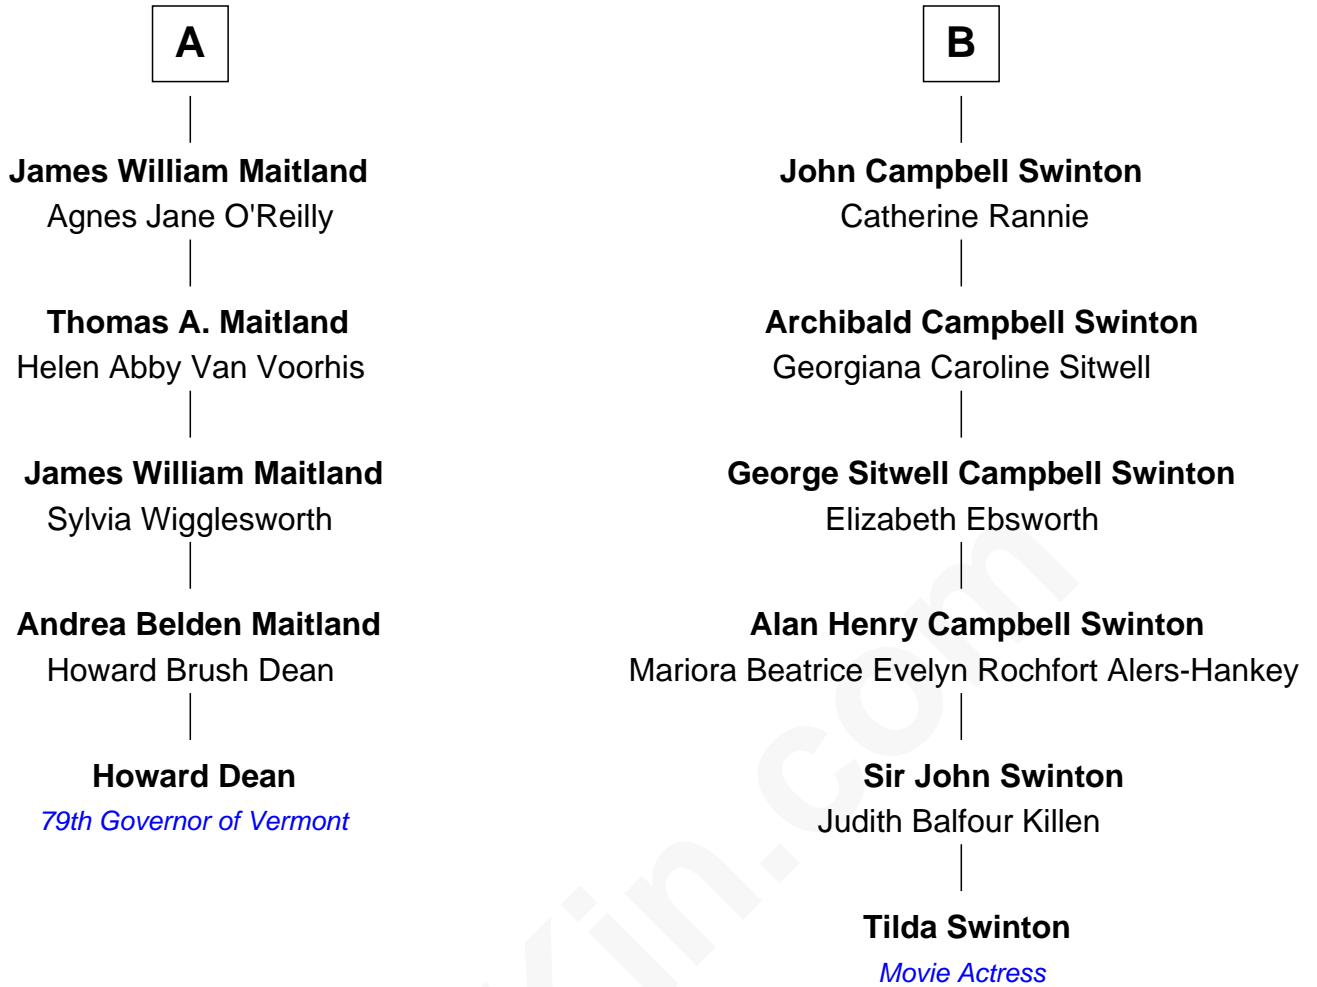 A
James William Maitland
Agnes Jane O'Reilly
Thomas A. Maitland
Helen Abby Van Voorhis
James William Maitland
Sylvia Wigglesworth
Andrea Belden Maitland
Howard Brush Dean
Howard Dean
79th Governor of Vermont
B
John Campbell Swinton
Catherine Rannie
Archibald Campbell Swinton
Georgiana Caroline Sitwell
George Sitwell Campbell Swinton
Elizabeth Ebsworth
Alan Henry Campbell Swinton
Mariora Beatrice Evelyn Rochfort Alers-Hankey
Sir John Swinton
Judith Balfour Killen
Tilda Swinton
Movie Actress
Kin.com